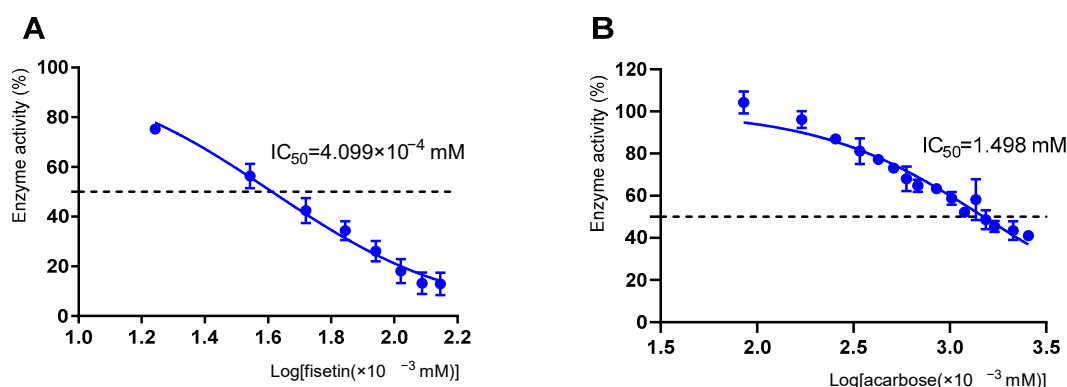 A
Enzyme activity (%)
100
80
60
40
20
0
IC50=4.099×10−4 mM
1.0 1.2 1.4 1.6 1.8 2.0 2.2
Log[fisetin(×10 −3 mM)]
B
Enzyme activity (%)
120
100
80
60
40
20
0
IC50=1.498 mM
1.5 2.0 2.5 3.0 3.5
Log[acarbose(×10 −3 mM)]